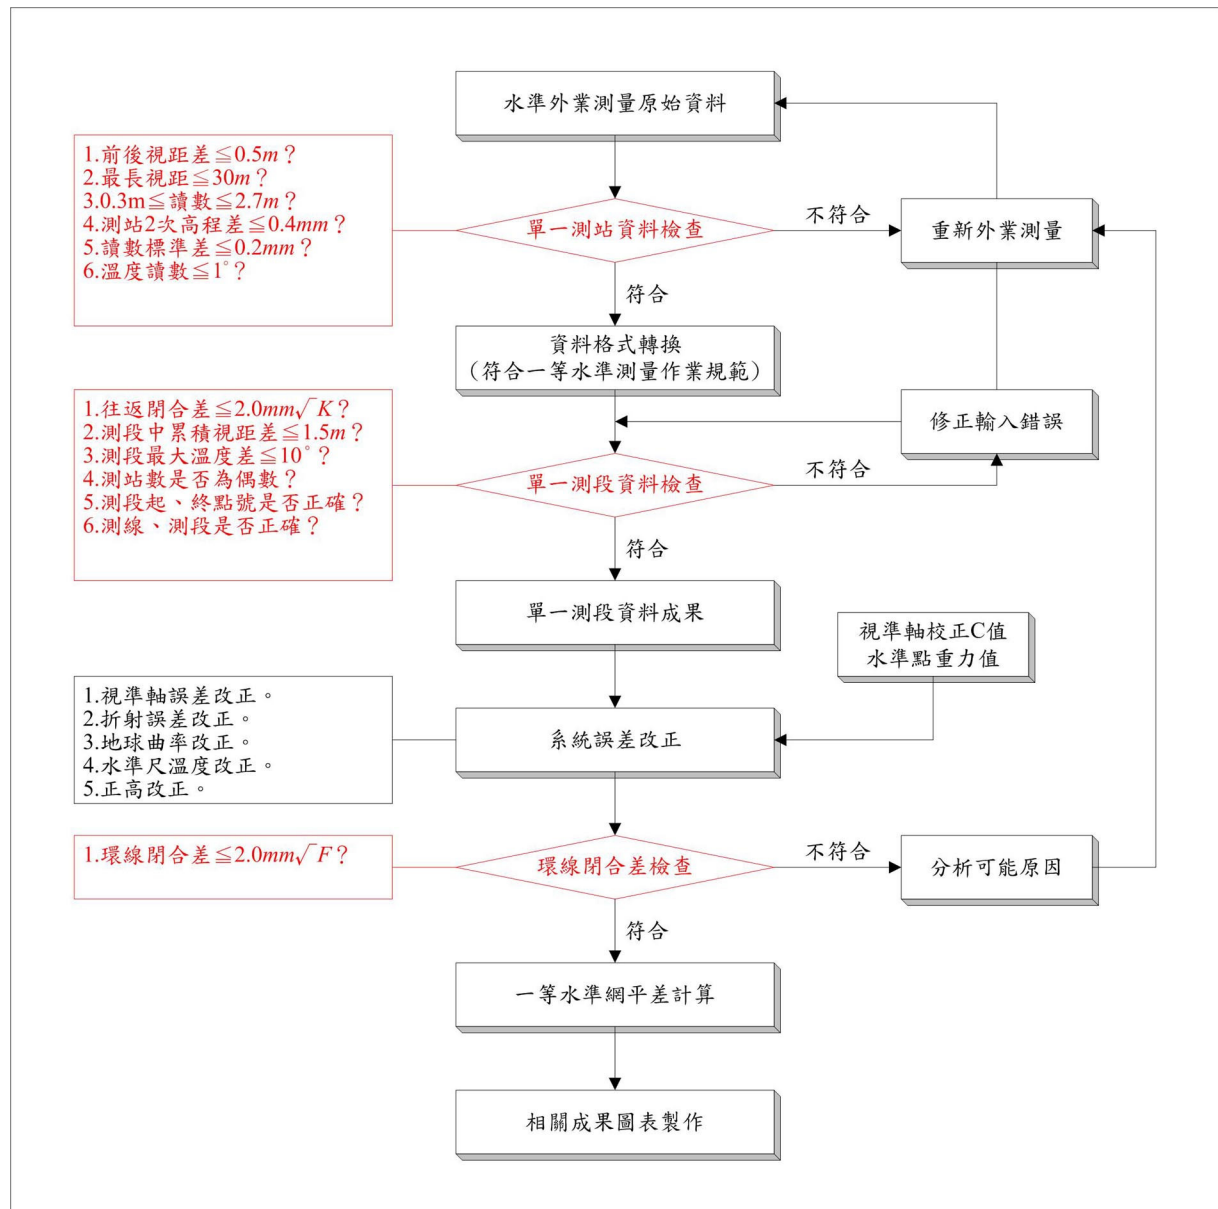 水準外業測量原始資料
1.前後視距差≦0.5m？
2.最長視距≦30m？
3.0.3m≦讀數≦2.7m？
4.測站2次高程差≦0.4mm？
5.讀數標準差≦0.2mm？
6.溫度讀數≦1°？
單一測站資料檢查
不符合
重新外業測量
符合
資料格式轉換
（符合一等水準測量作業規範）
1.往返閉合差≦2.0mm√K？
2.測段中累積視距差≦1.5m？
3.測段最大溫度差≦10°？
4.測站數是否為偶數？
5.測段起、終點號是否正確？
6.測線、測段是否正確？
修正輸入錯誤
單一測段資料檢查
不符合
符合
單一測段資料成果
視準軸校正C值
水準點重力值
1.視準軸誤差改正。
2.折射誤差改正。
3.地球曲率改正。
4.水準尺溫度改正。
5.正高改正。
系統誤差改正
1.環線閉合差≦2.0mm√F？
環線閉合差檢查
不符合
分析可能原因
符合
一等水準網平差計算
相關成果圖表製作